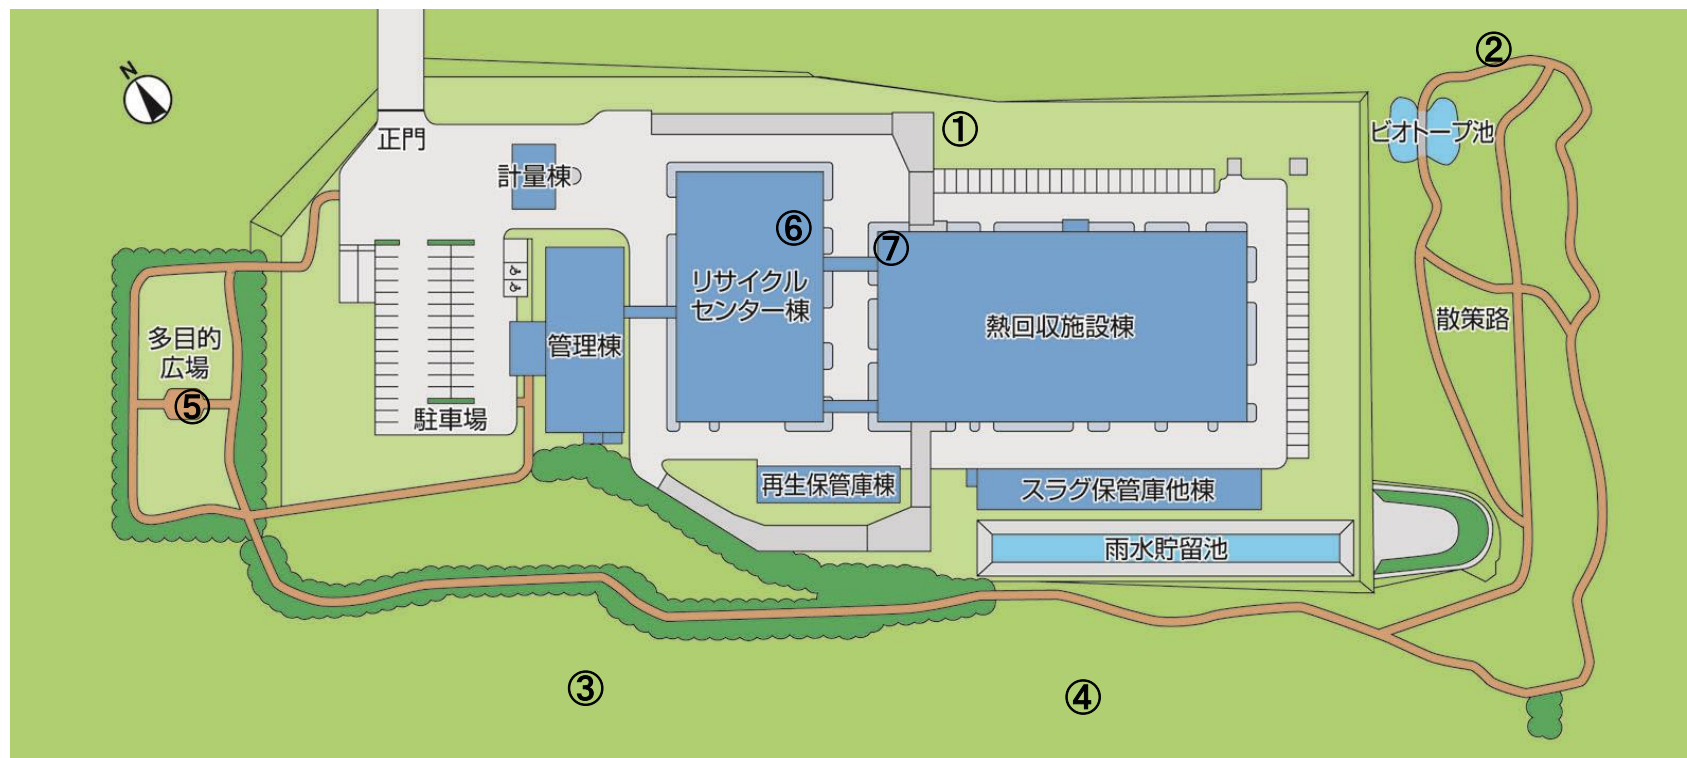 ②
N
①
正門
ビオトープ池
計量棟
⑥
⑦
リサイクル
センター棟
熱回収施設棟
散策路
多目的
広場
管理棟
⑤
駐車場
再生保管庫棟
スラグ保管庫他棟
雨水貯留池
③
④